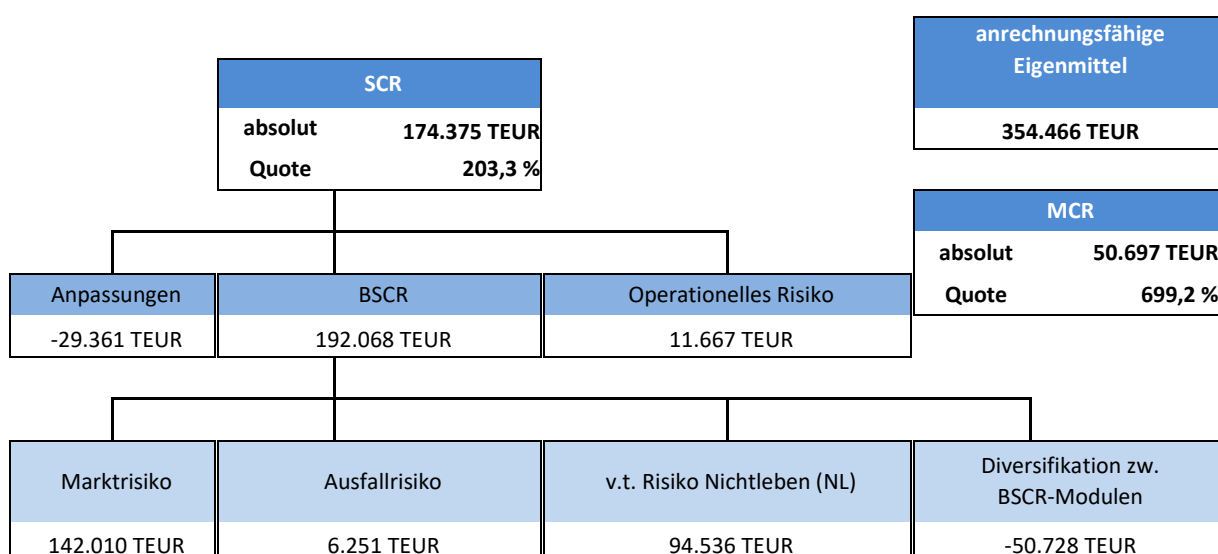 anrechnungsfähige
Eigenmittel
354.466 TEUR
SCR
absolut 174.375 TEUR
Quote 203,3 %
MCR
absolut 50.697 TEUR
Quote 699,2 %
Anpassungen BSCR Operationelles Risiko
-29.361 TEUR 192.068 TEUR 11.667 TEUR
Marktrisiko Ausfallrisiko v.t. Risiko Nichtleben (NL) Diversifikation zw.
BSCR-Modulen
142.010 TEUR 6.251 TEUR 94.536 TEUR -50.728 TEUR